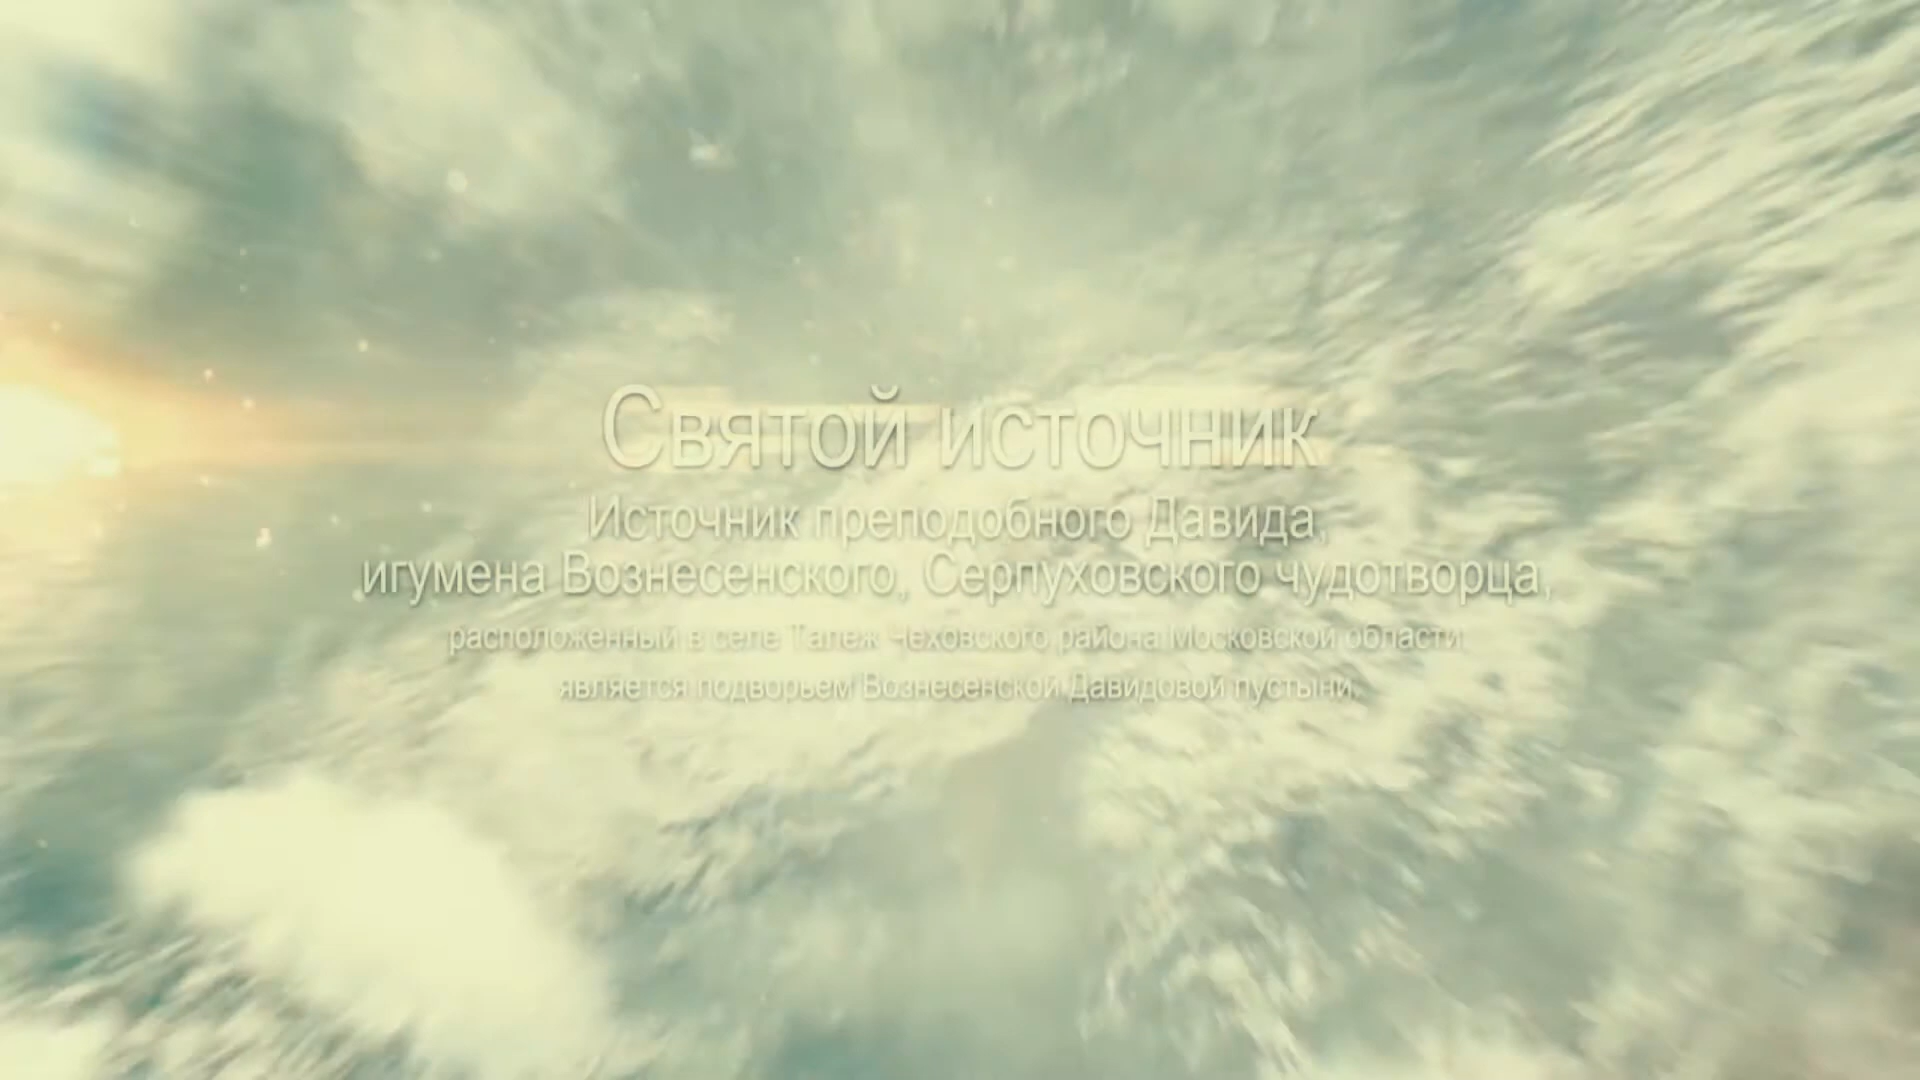 Святой источник
Источник преподобного Давида,
игумена Вознесенского, Серпуховского чудотворца,
расположенный в селе Талеж Чеховского района Московской области
является подворьем Вознесенской Давидовой пустыни.